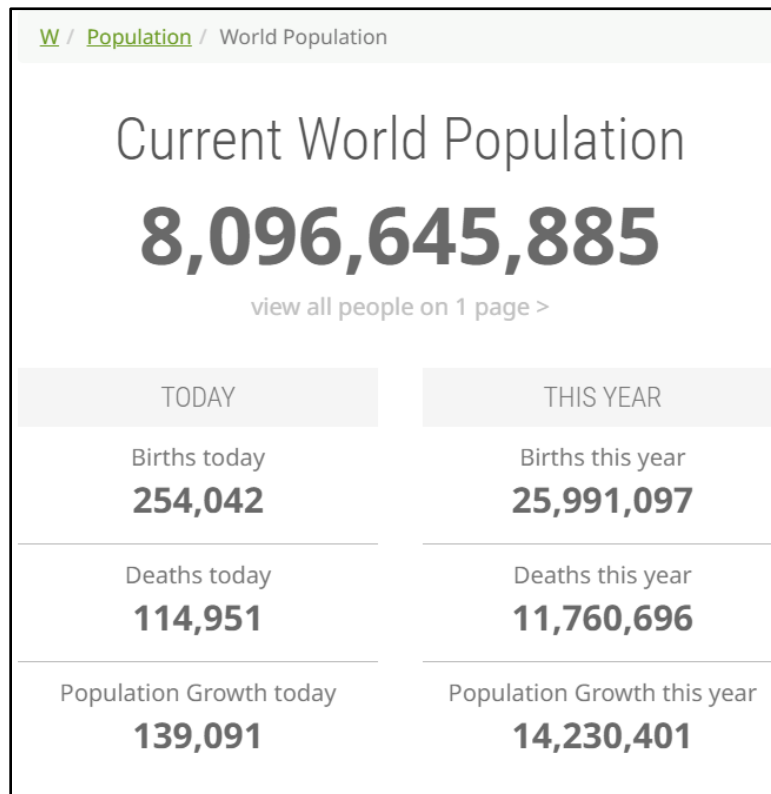 W / Population / World Population
Current World Population
8,096,645,885
view all people on 1 page >
TODAY
Births today
254,042
Deaths today
114,951
Population Growth today
139,091
THIS YEAR
Births this year
25,991,097
Deaths this year
11,760,696
Population Growth this year
14,230,401